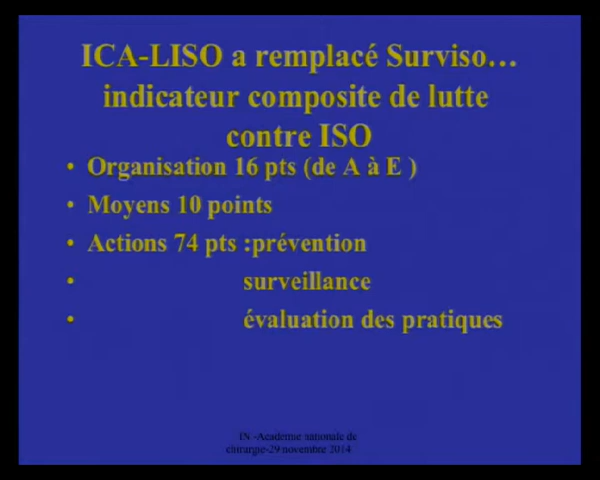 ICA-LISO a remplacé Surviso…
indicateur composite de lutte
contre ISO
• Organisation 16 pts (de A à E )
• Moyens 10 points
• Actions 74 pts :prévention
• surveillance
• évaluation des pratiques
IN -Academie nationale de
chirurgie-29 novembre 2014